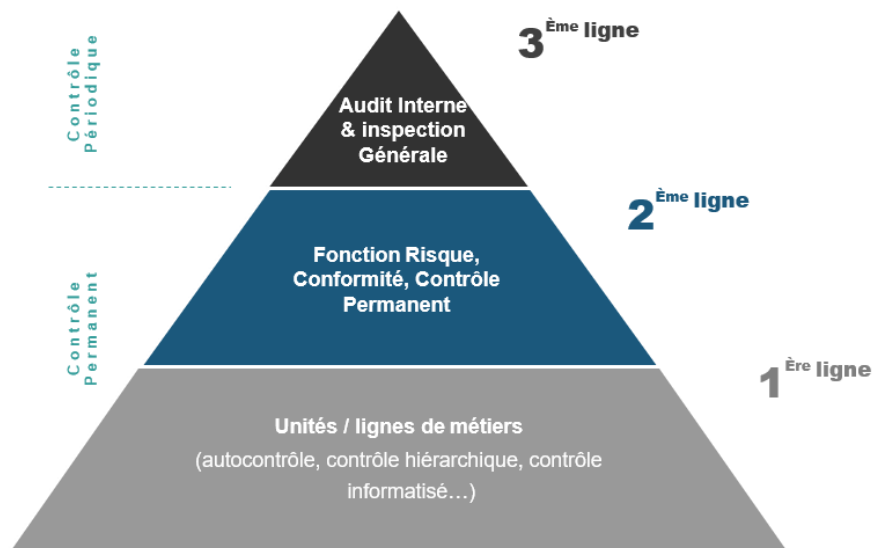 Contrôle
Périodique
3Ème ligne
Audit Interne
& inspection
Générale
2Ème ligne
Fonction Risque,
Conformité, Contrôle
Permanent
Contrôle
Permanent
1Ère ligne
Unités / lignes de métiers
(autocontrôle, contrôle hiérarchique, contrôle
informatisé…)